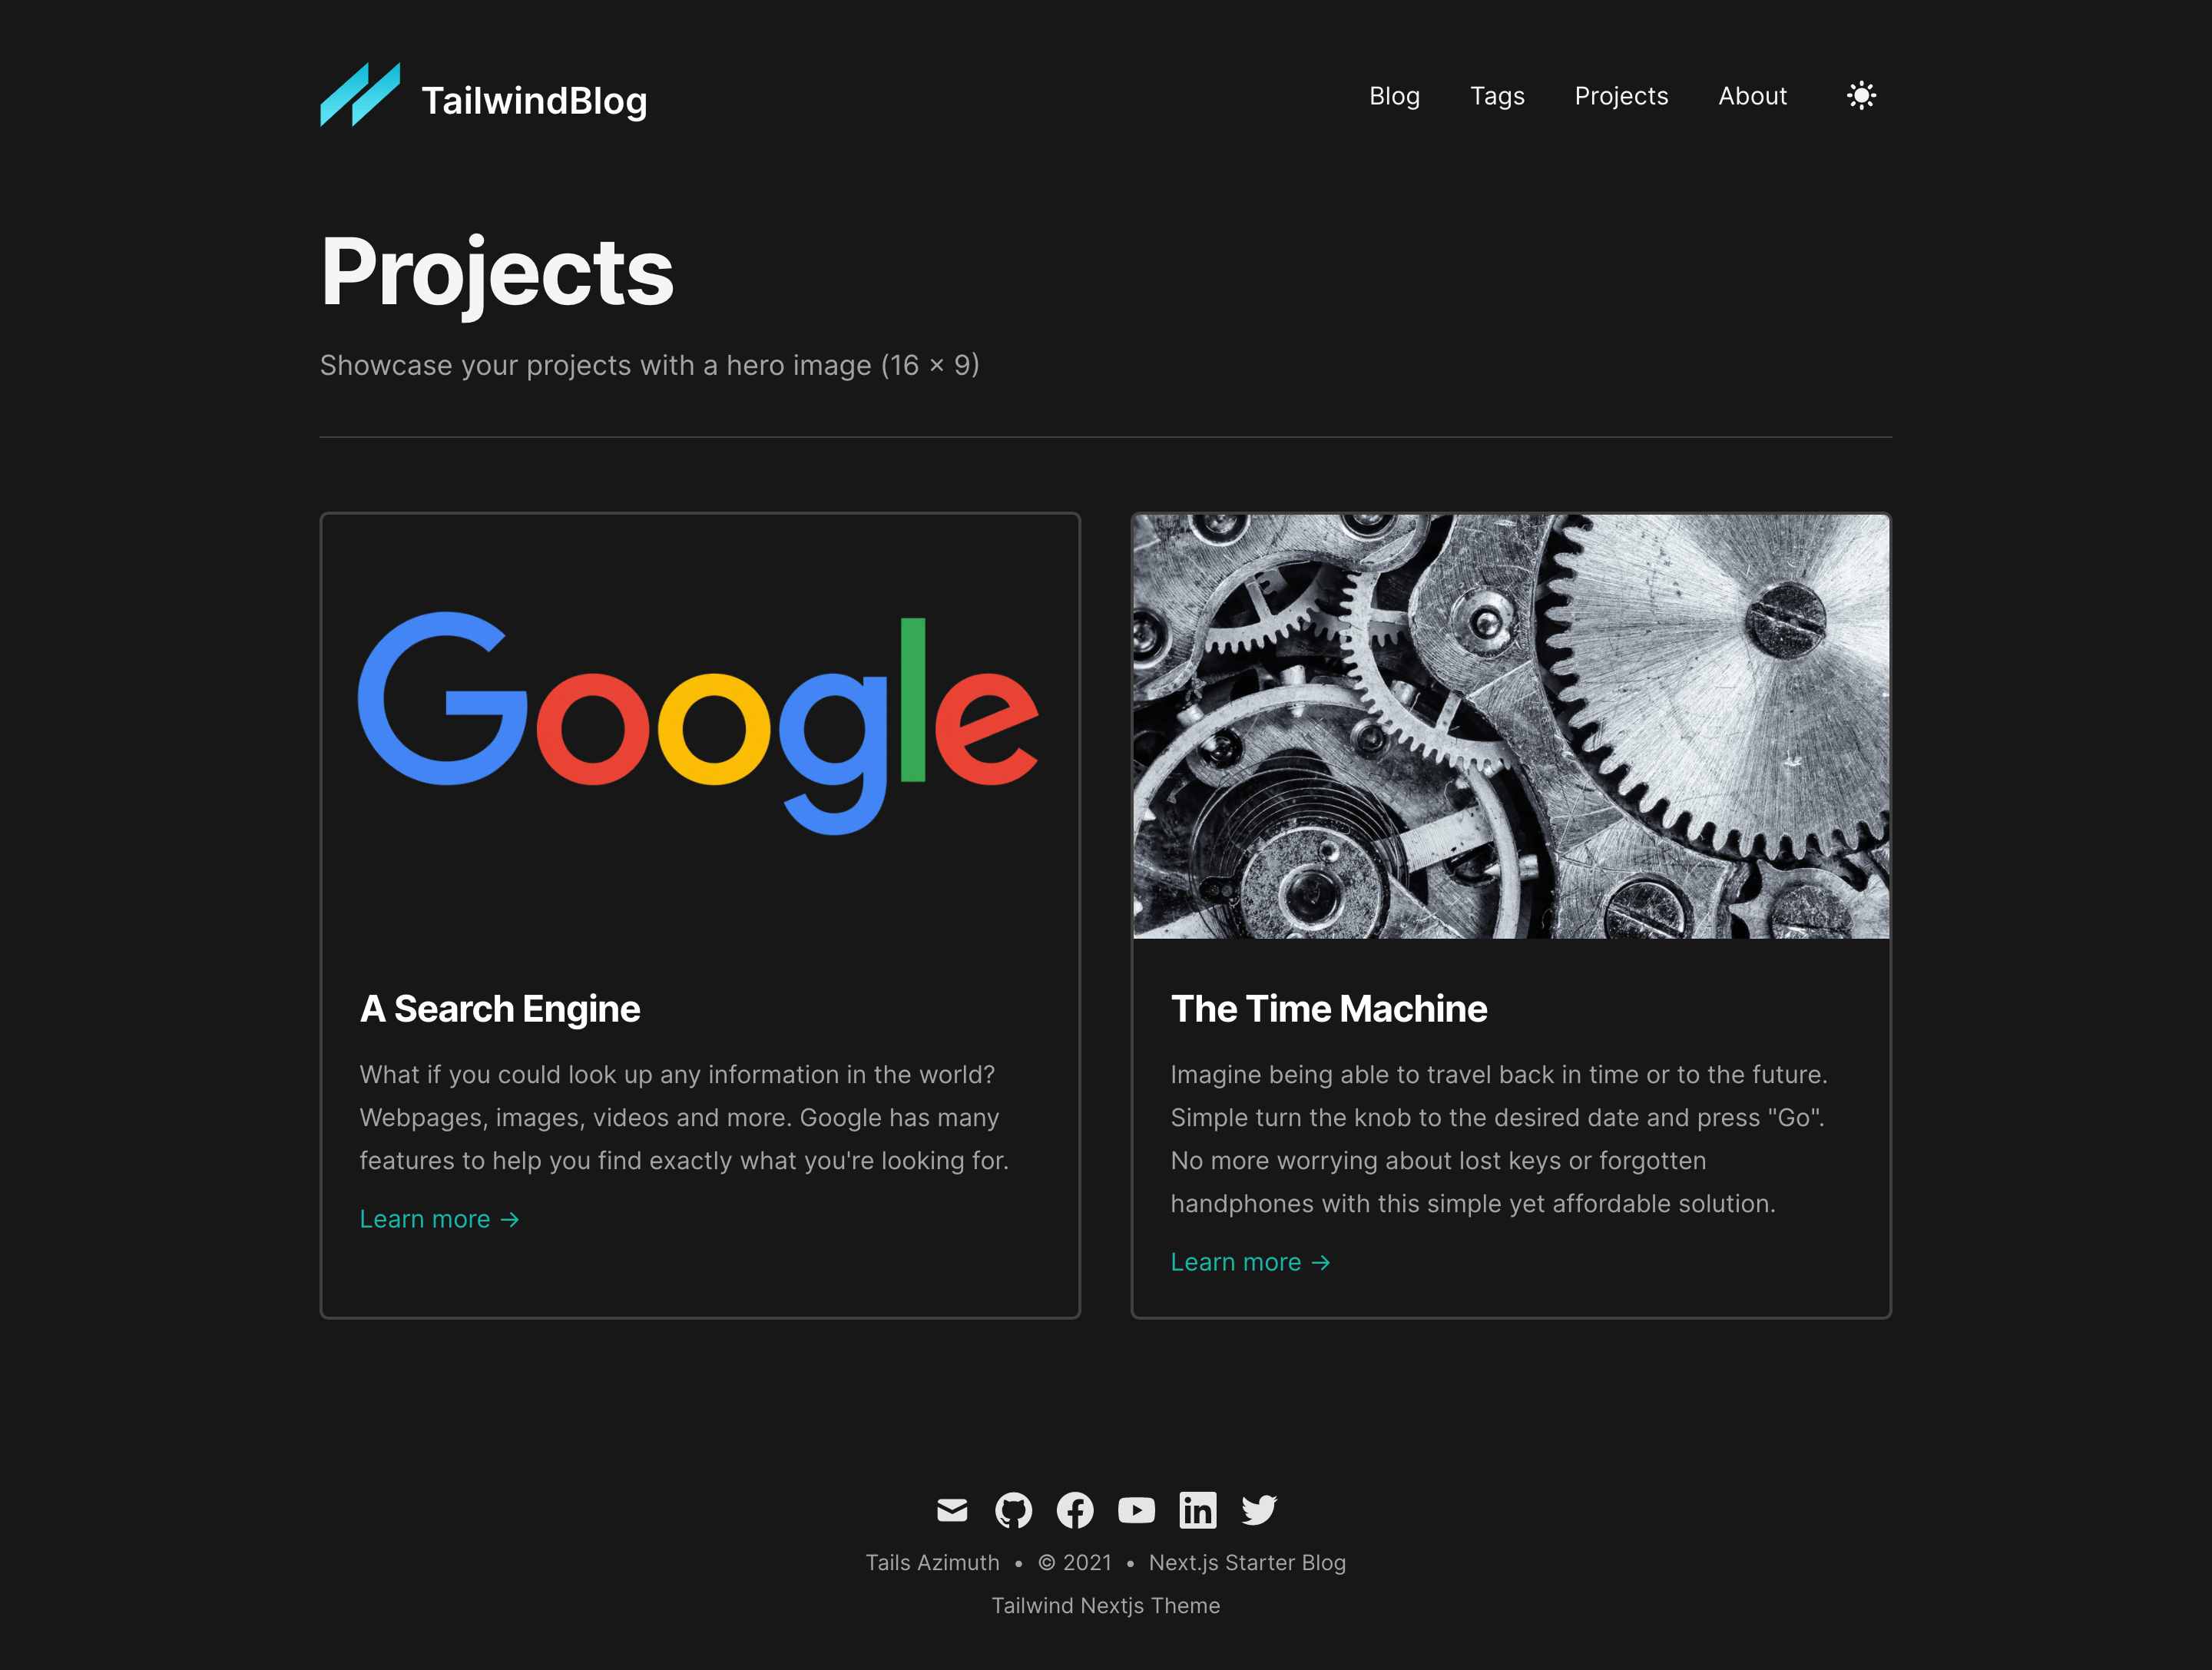 TailwindBlog
Blog Tags Projects About
Projects
Showcase your projects with a hero image (16 × 9)
Google
A Search Engine
What if you could look up any information in the world?
Webpages, images, videos and more. Google has many
features to help you find exactly what you're looking for.
Learn more →
The Time Machine
Imagine being able to travel back in time or to the future.
Simple turn the knob to the desired date and press "Go".
No more worrying about lost keys or forgotten
handphones with this simple yet affordable solution.
Learn more →
Tails Azimuth • © 2021 • Next.js Starter Blog
Tailwind Nextjs Theme